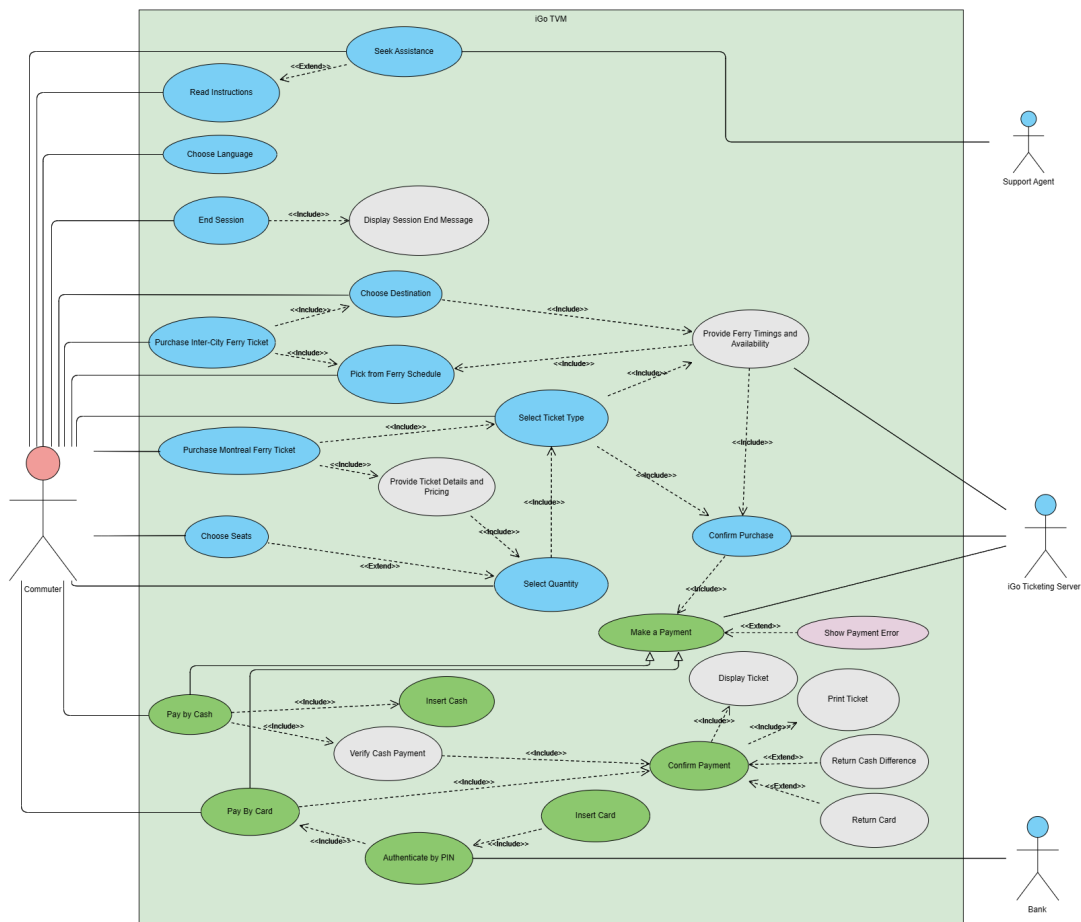 iGo TVM
Seek Assistance
<<Extend>>
Read Instructions
Choose Language
Support Agent
End Session
<<Include>>
Display Session End Message
Choose Destination
<<Include>>
<<Include>>
Purchase Inter-City Ferry Ticket
Provide Ferry Timings and
Availability
<<Include>>
<<Include>>
Pick from Ferry Schedule
<<Include>>
Select Ticket Type
<<Include>>
<<Include>>
Purchase Montreal Ferry Ticket
<<Include>>
Provide Ticket Details and
Pricing
<<Include>>
<<Include>>
<<Include>>
Choose Seats
Confirm Purchase
<<Extend>>
Select Quantity
<<Include>>
Commuter
iGo Ticketing Server
Make a Payment
<<Extend>>
Show Payment Error
Display Ticket
Print Ticket
<<Include>>
Insert Cash
Pay by Cash
<<Include>>
<<Include>>
<<Include>>
Verify Cash Payment
<<Include>>
Confirm Payment
<<Extend>>
Return Cash Difference
<<Include>>
<<Extend>>
Pay By Card
Insert Card
Return Card
<<Include>>
<<Include>>
Authenticate by PIN
Bank